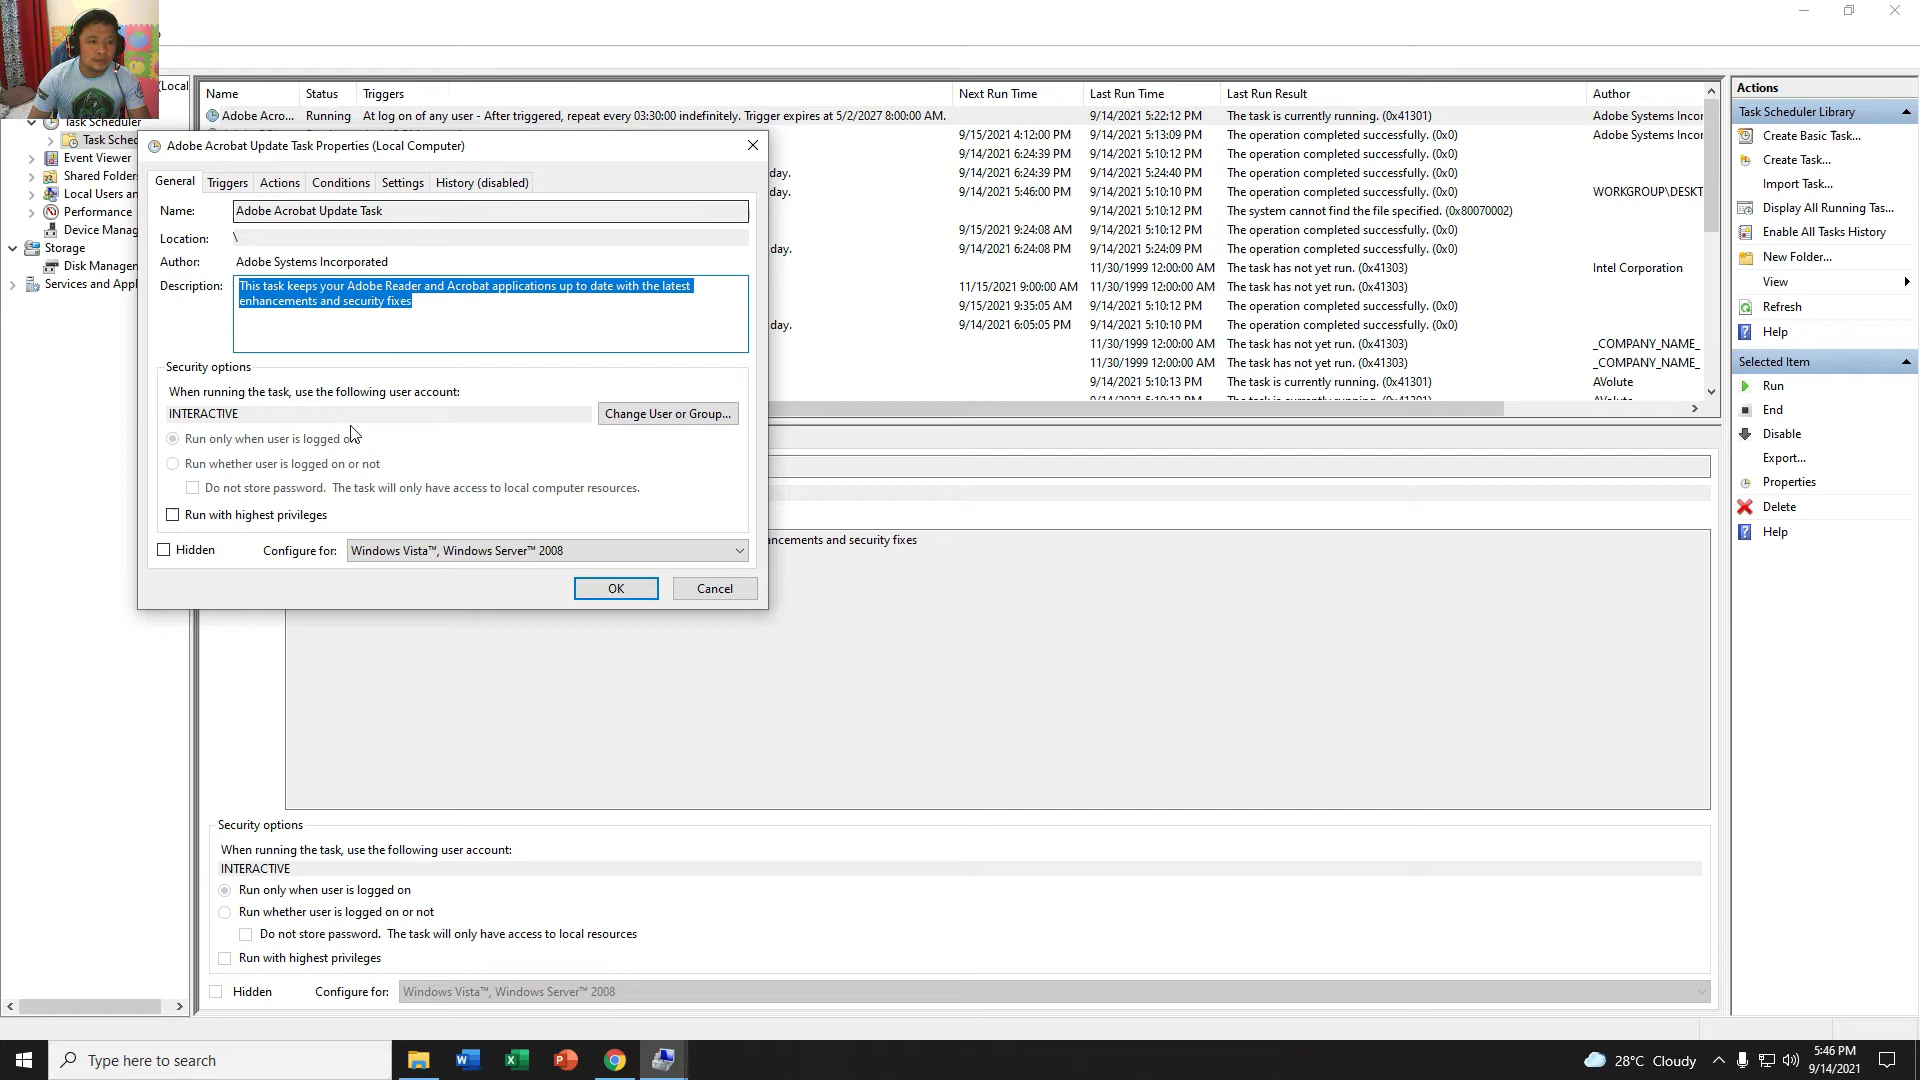 (Local
Task Scheduler
Task Sched
Event Viewer
Shared Folder
Local Users an
Performance
Device Manag
Storage
Disk Managem
Services and Appl
Name Status Triggers Next Run Time Last Run Time Last Run Result Author
Adobe Acro... Running At log on of any user - After triggered, repeat every 03:30:00 indefinitely. Trigger expires at 5/2/2027 8:00:00 AM. 9/14/2021 5:22:12 PM The task is currently running. (0x41301) Adobe Systems Incor
9/15/2021 4:12:00 PM 9/14/2021 5:13:09 PM The operation completed successfully. (0x0) Adobe Systems Incor
9/14/2021 6:24:39 PM 9/14/2021 5:10:12 PM The operation completed successfully. (0x0)
day. 9/14/2021 6:24:39 PM 9/14/2021 5:24:40 PM The operation completed successfully. (0x0)
day. 9/14/2021 5:46:00 PM 9/14/2021 5:10:10 PM The operation completed successfully. (0x0) WORKGROUP\DESKT
9/14/2021 5:10:12 PM The system cannot find the file specified. (0x80070002)
9/15/2021 9:24:08 AM 9/14/2021 5:10:12 PM The operation completed successfully. (0x0)
day. 9/14/2021 6:24:08 PM 9/14/2021 5:24:09 PM The operation completed successfully. (0x0)
11/30/1999 12:00:00 AM The task has not yet run. (0x41303) Intel Corporation
11/15/2021 9:00:00 AM 11/30/1999 12:00:00 AM The task has not yet run. (0x41303)
9/15/2021 9:35:05 AM 9/14/2021 5:10:12 PM The operation completed successfully. (0x0)
day. 9/14/2021 6:05:05 PM 9/14/2021 5:10:10 PM The operation completed successfully. (0x0)
11/30/1999 12:00:00 AM The task has not yet run. (0x41303) _COMPANY_NAME_
11/30/1999 12:00:00 AM The task has not yet run. (0x41303) _COMPANY_NAME_
9/14/2021 5:10:13 PM The task is currently running. (0x41301) AVolute
Adobe Acrobat Update Task Properties (Local Computer)
General Triggers Actions Conditions Settings History (disabled)
Name: Adobe Acrobat Update Task
Location: \
Author: Adobe Systems Incorporated
Description: This task keeps your Adobe Reader and Acrobat applications up to date with the latest
enhancements and security fixes
Security options
When running the task, use the following user account:
INTERACTIVE Change User or Group...
Run only when user is logged on
Run whether user is logged on or not
Do not store password. The task will only have access to local computer resources.
Run with highest privileges
Hidden Configure for: Windows Vista™, Windows Server™ 2008
OK Cancel
ancements and security fixes
Security options
When running the task, use the following user account:
INTERACTIVE
Run only when user is logged on
Run whether user is logged on or not
Do not store password. The task will only have access to local resources
Run with highest privileges
Hidden Configure for: Windows Vista™, Windows Server™ 2008
Actions
Task Scheduler Library
Create Basic Task...
Create Task...
Import Task...
Display All Running Tas...
Enable All Tasks History
New Folder...
View
Refresh
Help
Selected Item
Run
End
Disable
Export...
Properties
Delete
Help
Type here to search
28°C Cloudy
5:46 PM
9/14/2021